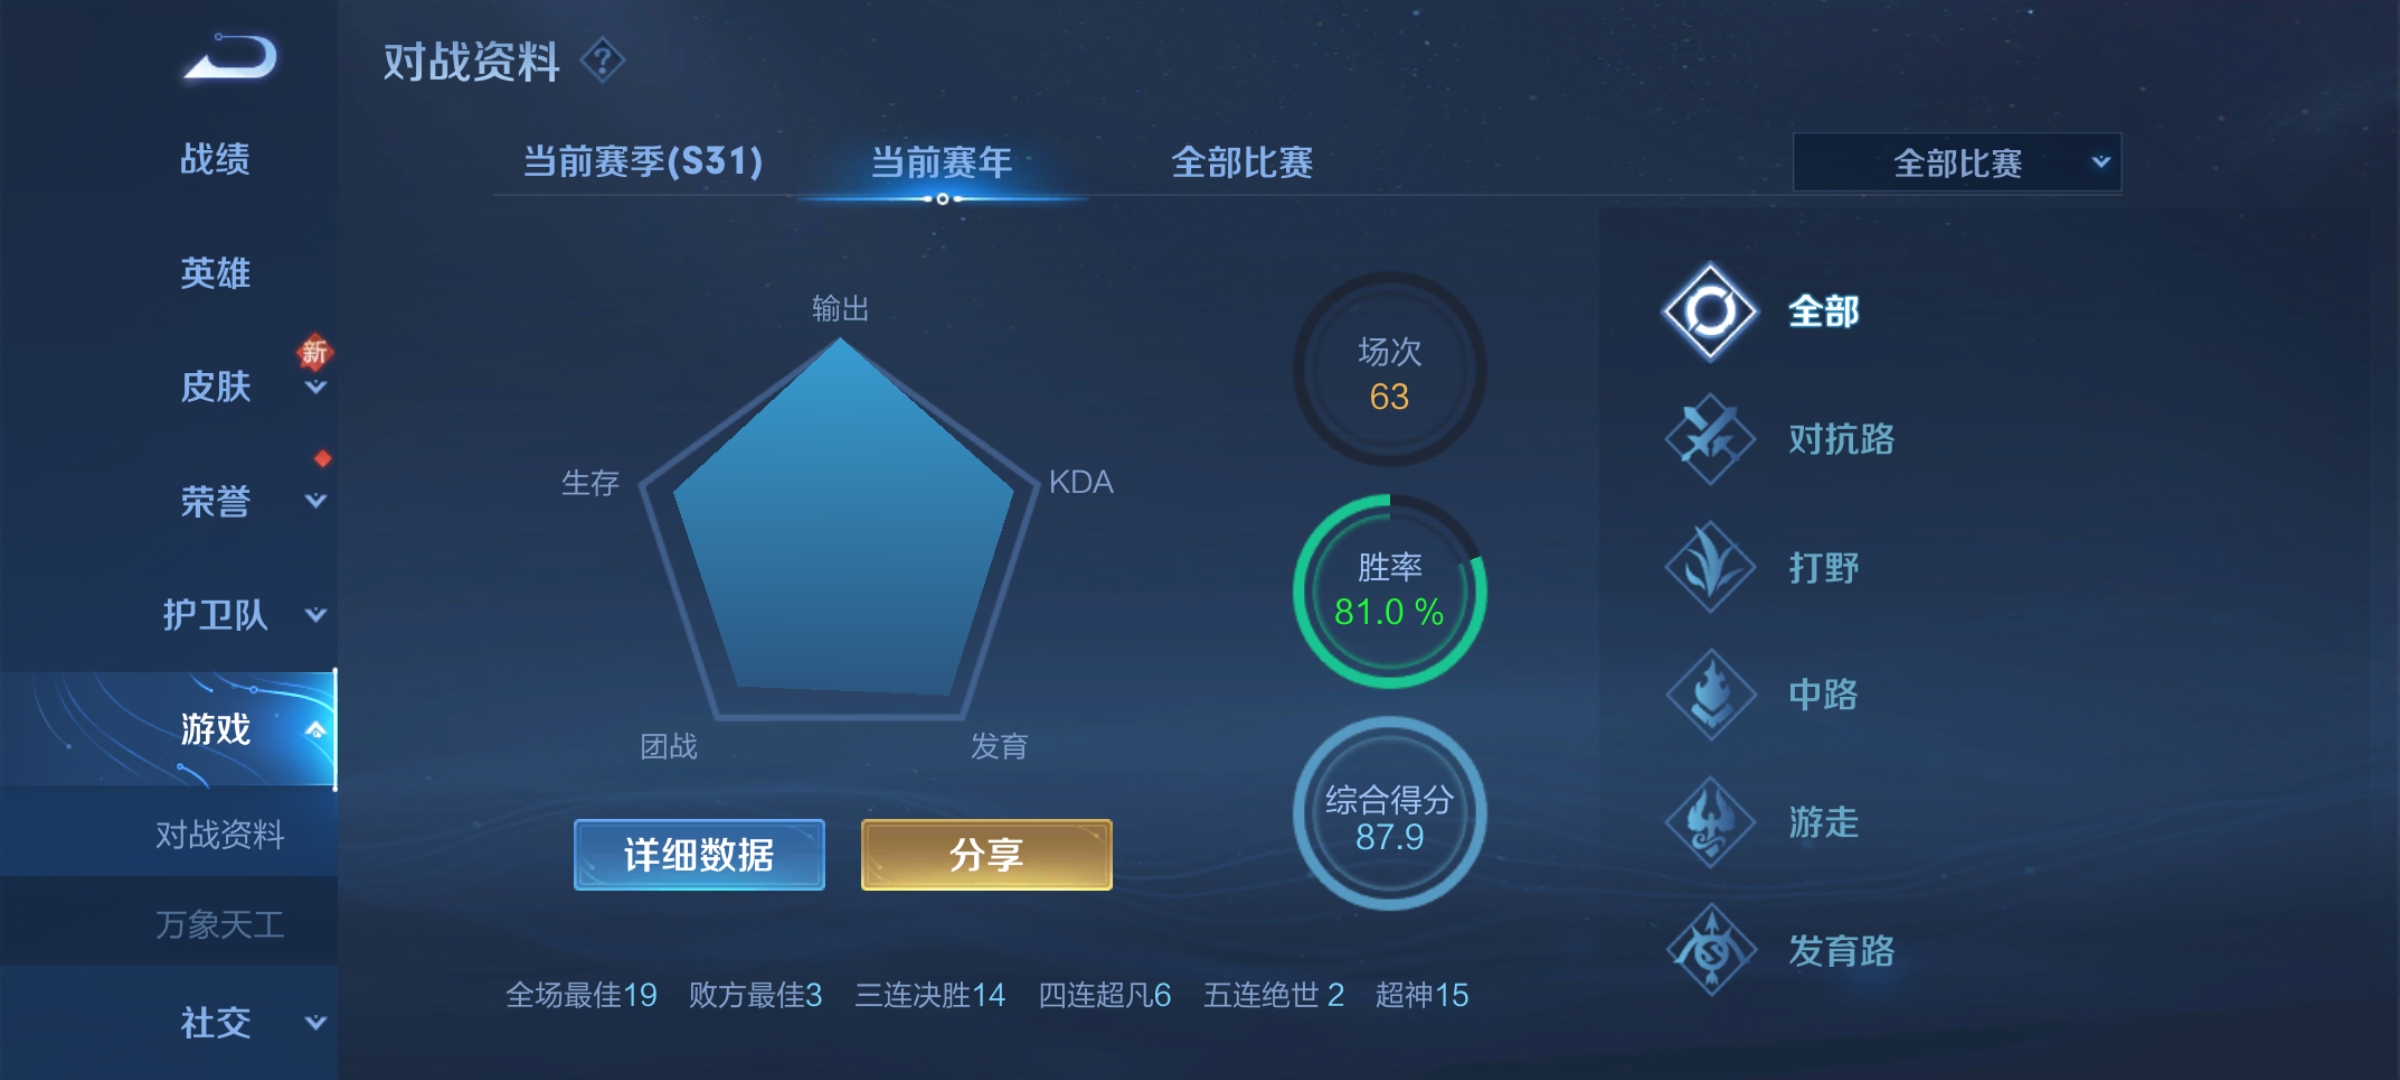 对战资料 ?
战绩
英雄
新
皮肤
荣誉
护卫队
游戏
对战资料
万象天工
社交
当前赛季(S31) 当前赛年 全部比赛
全部比赛
输出
生存
KDA
团战
发育
详细数据 分享
场次
63
胜率
81.0 %
综合得分
87.9
全场最佳19 败方最佳3 三连决胜14 四连超凡6 五连绝世 2 超神15
全部
对抗路
打野
中路
游走
发育路